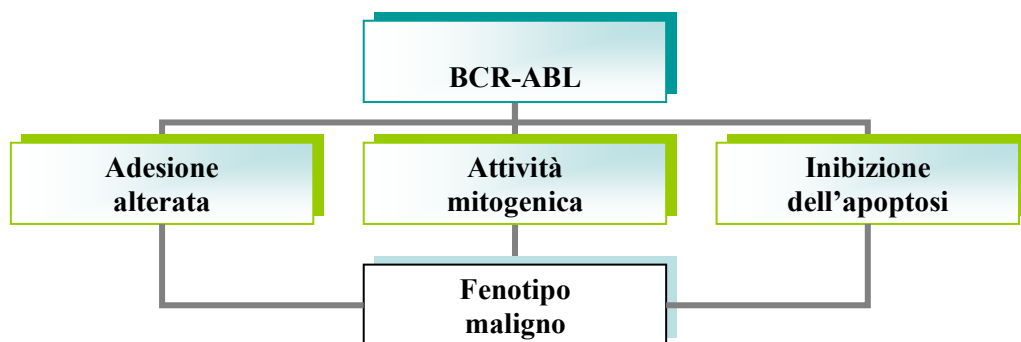 BCR-ABL
Adesione
alterata
Attività
mitogenica
Inibizione
dell’apoptosi
Fenotipo
maligno